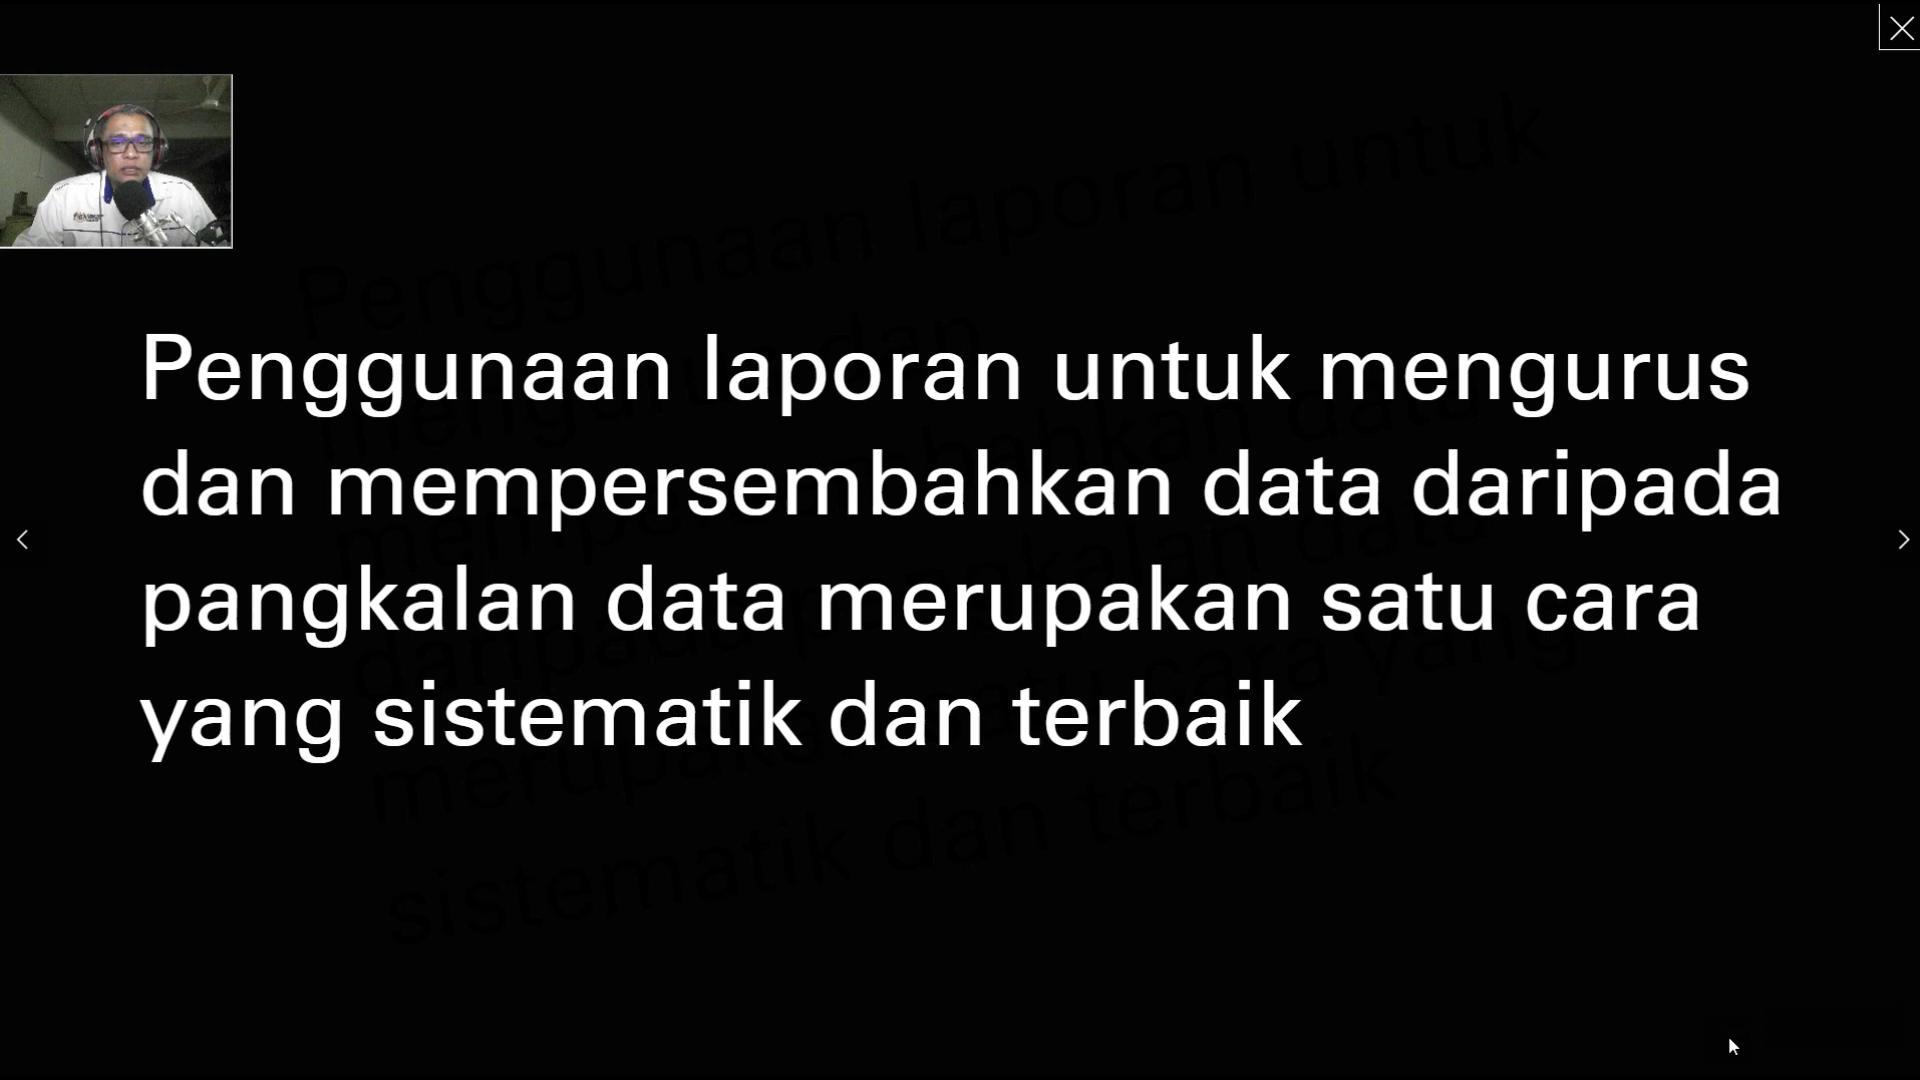 Penggunaan laporan untuk mengurus
dan mempersembahkan data daripada
pangkalan data merupakan satu cara
yang sistematik dan terbaik